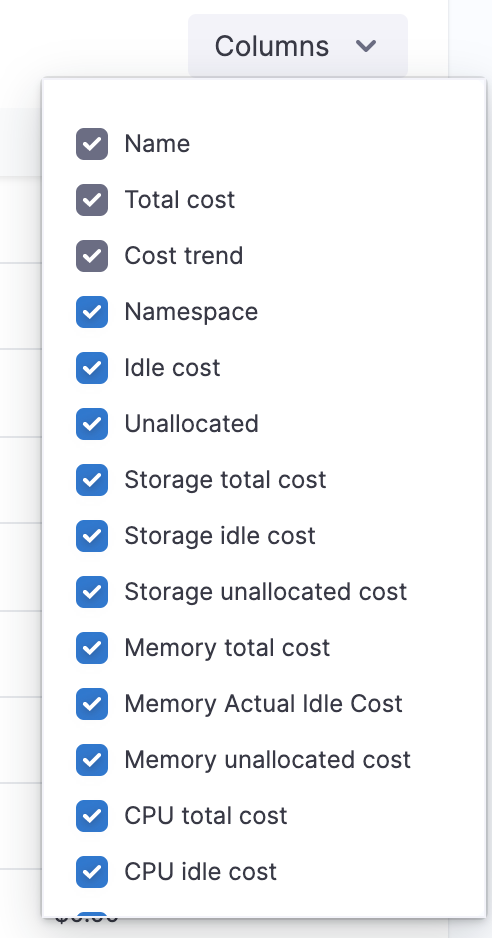 Columns
Name
Total cost
Cost trend
Namespace
Idle cost
Unallocated
Storage total cost
Storage idle cost
Storage unallocated cost
Memory total cost
Memory Actual Idle Cost
Memory unallocated cost
CPU total cost
CPU idle cost